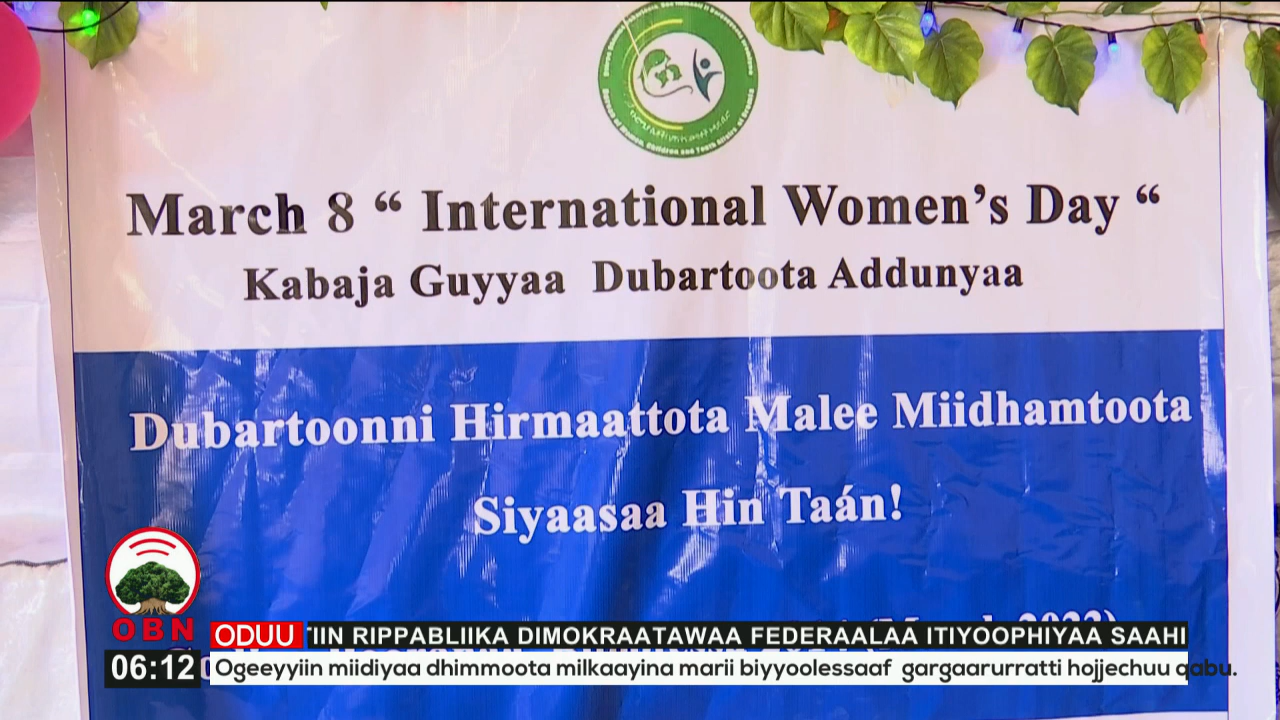 March 8 “ International Women’s Day “
Kabaja Guyyaa Dubartoota Addunyaa
Dubartoonni Hirmaattota Malee Miidhamtoota
Siyaasaa Hin Taán!
OBN
ODUU TIIN RIPPABLIIKA DIMOKRAATAWAA FEDERAALAA ITIYOOPHIYAA SAAHI
06:12 Ogeeyyiin miidiyaa dhimmoota milkaayina marii biyyoolessaaf gargaarurratti hojjechuu qabu.